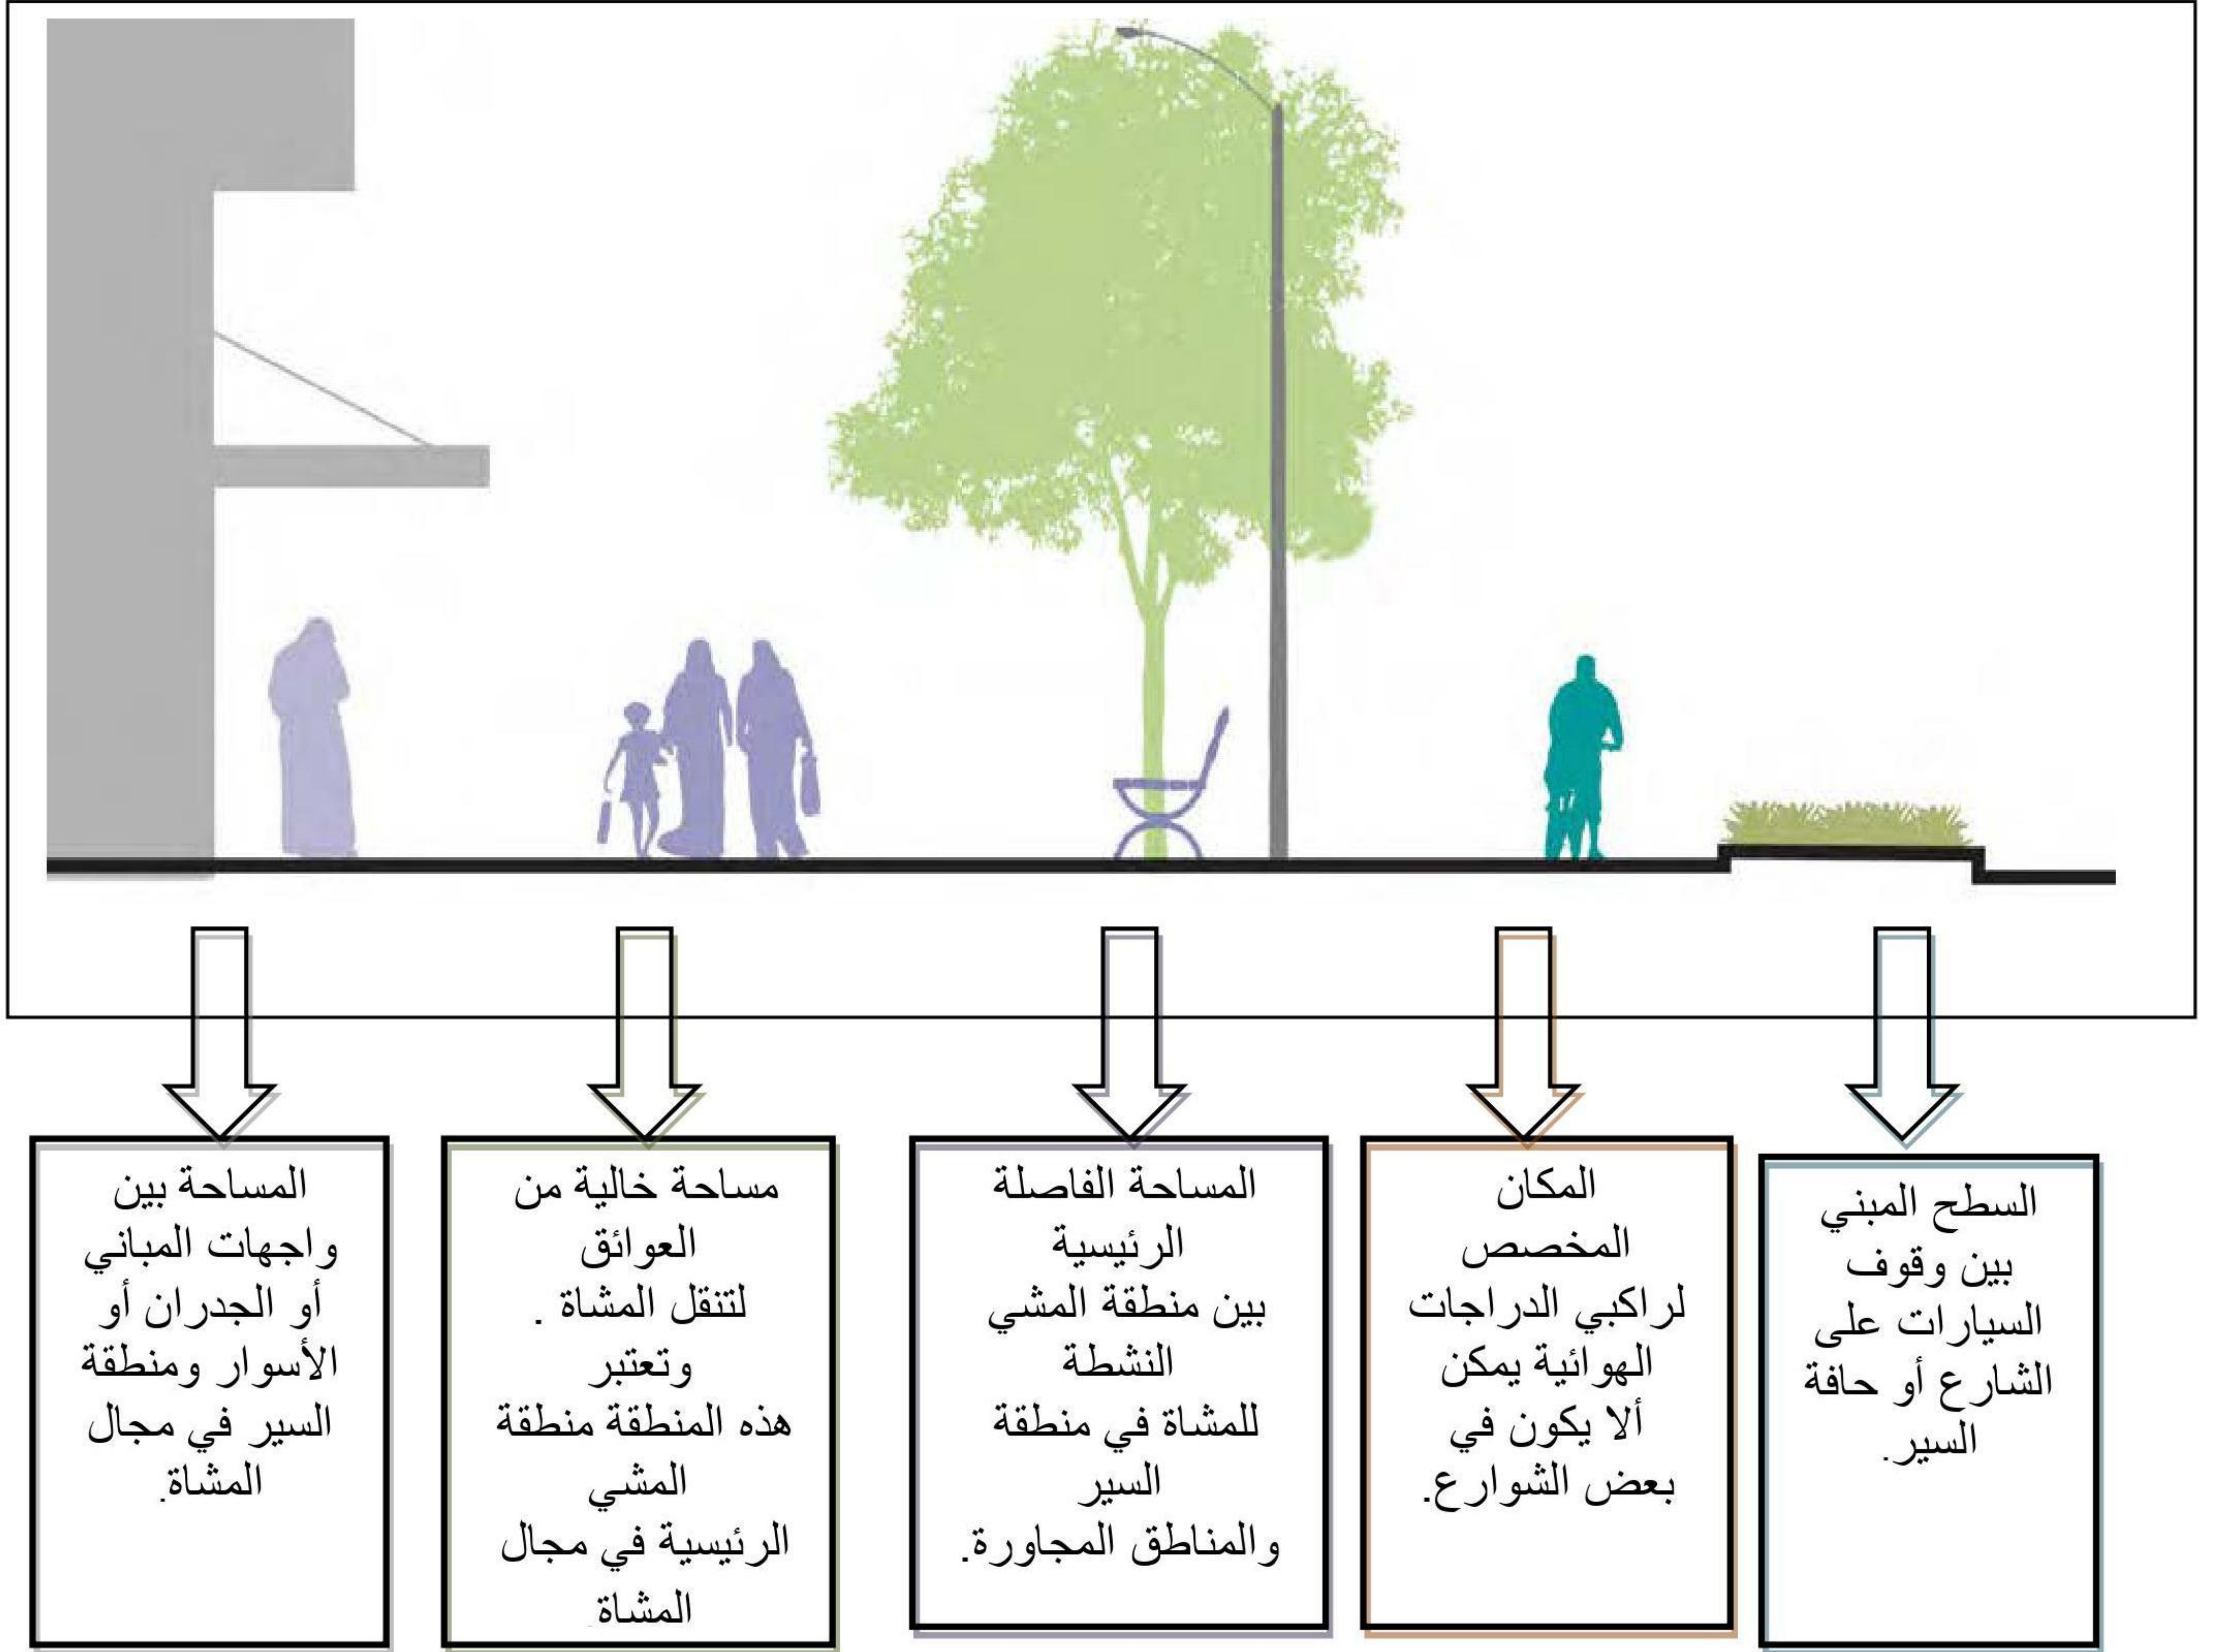 السطح المبني
بين وقوف
السيارات على
الشارع أو حافة
السير.
المكان
المخصص
لراكبي الدراجات
الهوائية يمكن
ألا يكون في
بعض الشوارع.
المساحة الفاصلة
الرئيسية
بين منطقة المشي
النشطة
للمشاة في منطقة
السير
والمناطق المجاورة.
مساحة خالية من
العوائق
لتنقل المشاة .
وتعتبر
هذه المنطقة منطقة
المشي
الرئيسية في مجال
المشاة
المساحة بين
واجهات المباني
أو الجدران أو
الأسوار ومنطقة
السير في مجال
المشاة.